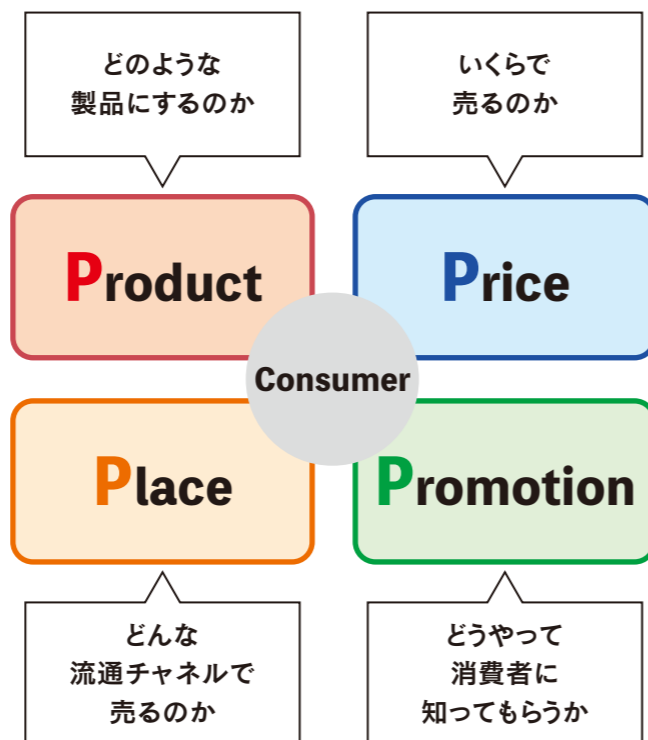 どのような
製品にするのか
いくらで
売るのか
Product
Price
Consumer
Place
Promotion
どんな
流通チャネルで
売るのか
どうやって
消費者に
知ってもらうか